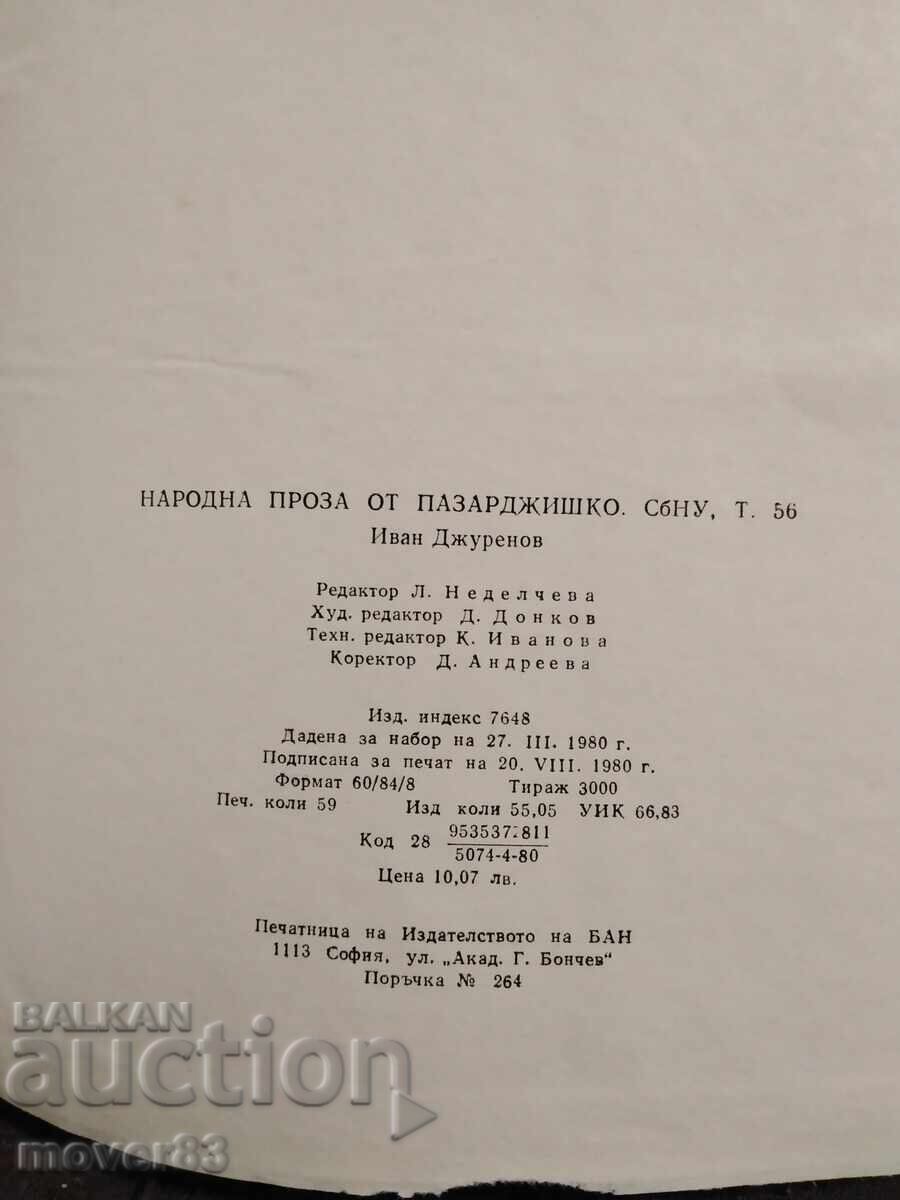 НАРОДНА ПРОЗА ОТ ПАЗАРДЖИШКО. СбНУ, Т. 56
Иван Джуренов
Редактор Л. Неделчева
Худ. редактор Д. Донков
Техн. редактор К. Иванова
Коректор Д. Андреева
Изд. индекс 7648
Дадена за набор на 27. III. 1980 г.
Подписана за печат на 20. VIII. 1980 г.
Формат 60/84/8 Тираж 3000
Печ. коли 59 Изд коли 55,05 УИК 66,83
Код 28
5074-4-80
Цена 10,07 лв.
Печатница на Издателството на БАН
1113 София, ул. „Акад. Г. Бончев“
Поръчка № 264
BALKAN
auction
mover83